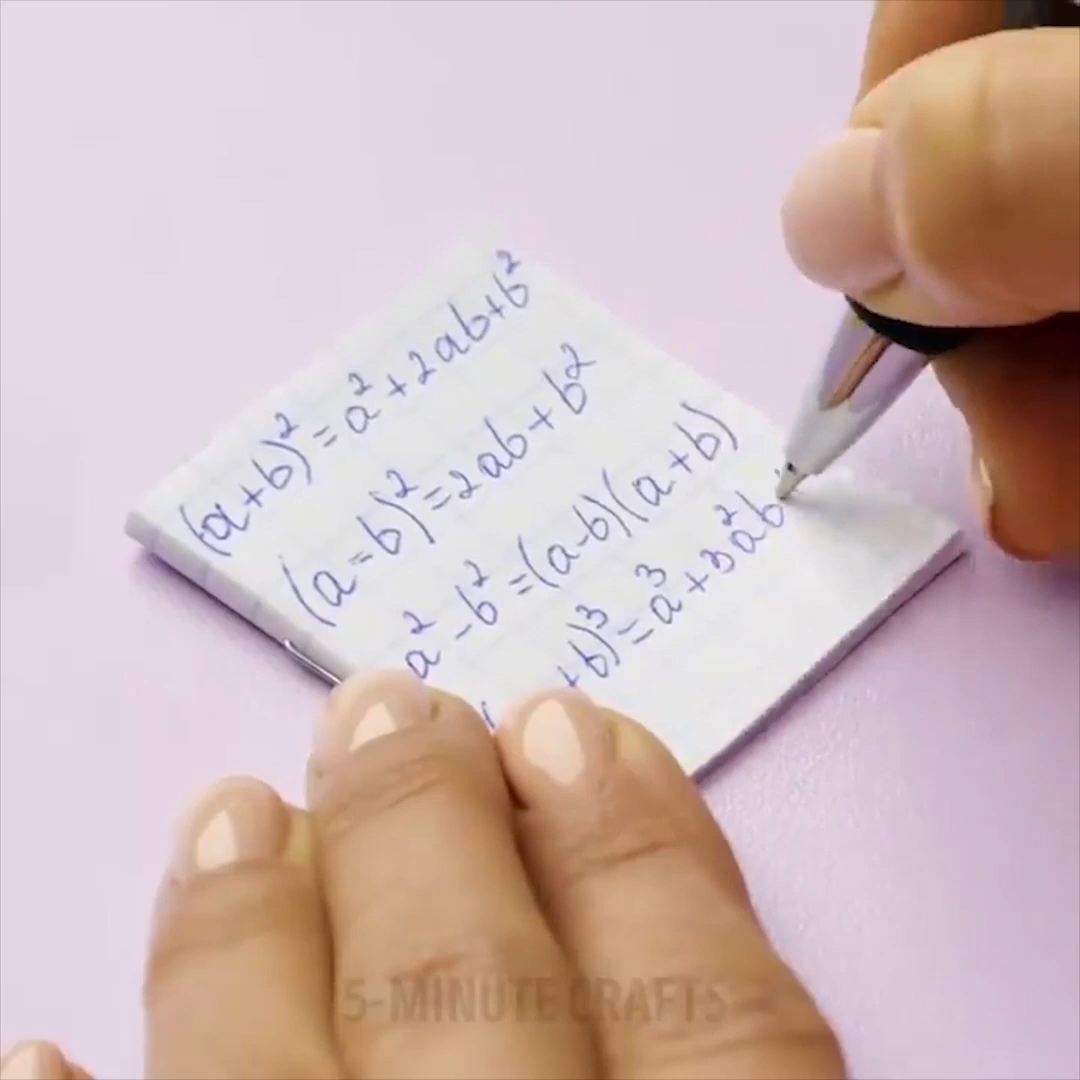 (a+b)²=a²+2ab+b²
(a=b)²=2ab+b²
a²-b²=(a-b)(a+b)
+b)³=a³+3a²b
5-MINUTE CRAFTS